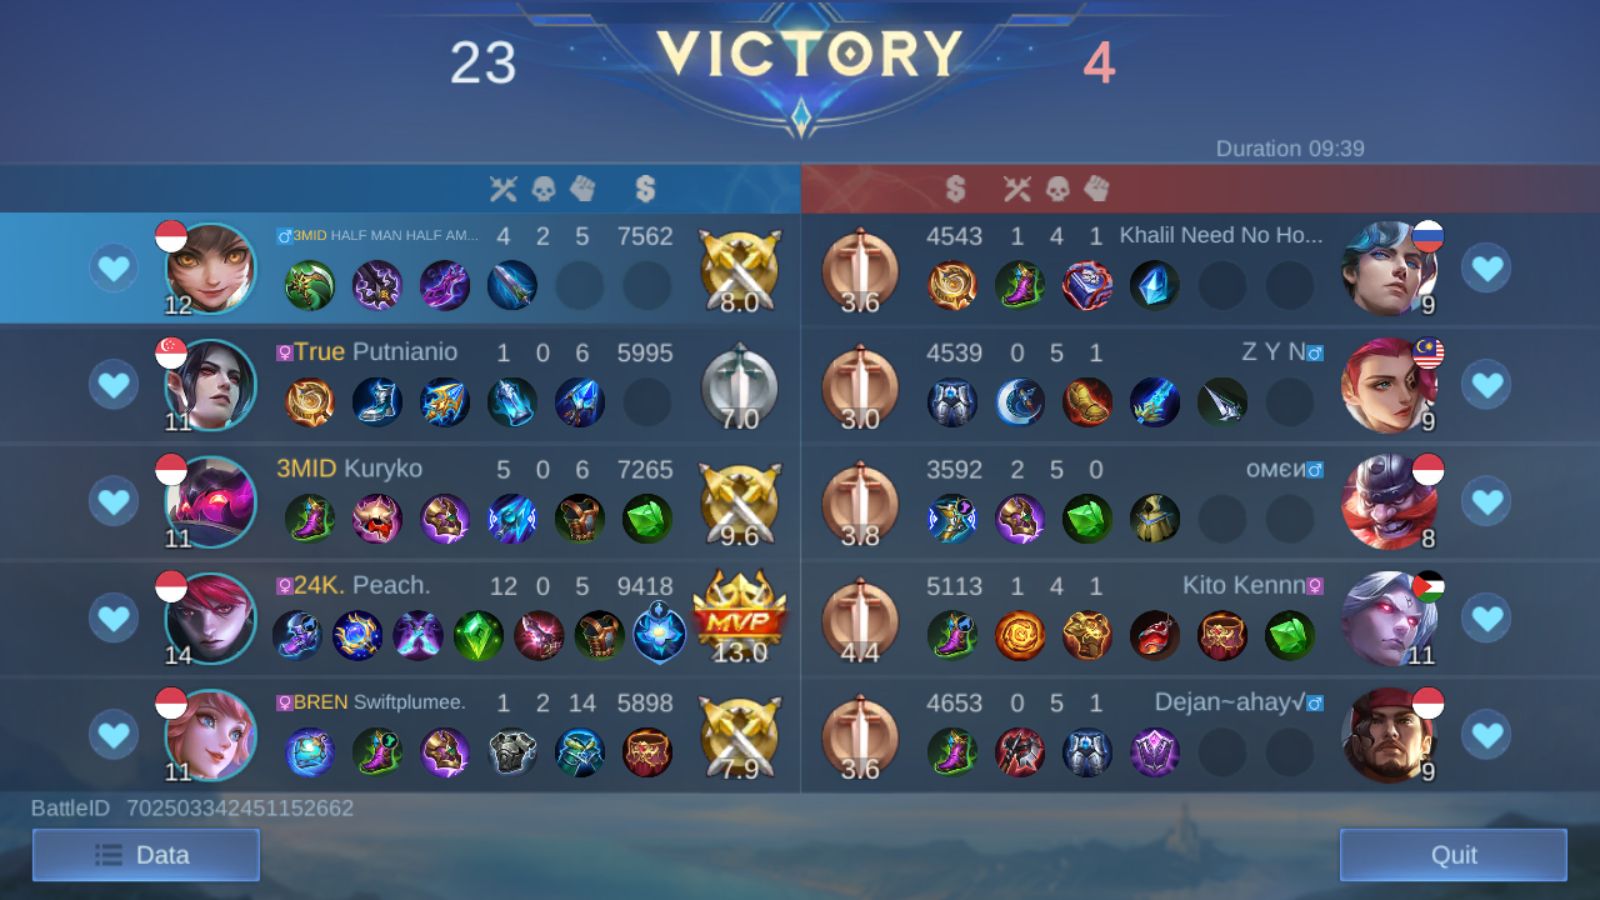 23 VICTORY 4
Duration 09:39
3MID HALF MAN HALF AM... 4 2 5 7562
12 8.0
4543 1 4 1 Khalil Need No Ho...
3.6 9
True Putnianio 1 0 6 5995
11 7.0
4539 0 5 1 Z Y N
3.0 9
3MID Kuryko 5 0 6 7265
11 9.6
3592 2 5 0 ᴏᴍєᴎ
3.8 8
24K. Peach. 12 0 5 9418
14 MVP 13.0
5113 1 4 1 Kito Kennn
4.4 11
BREN Swiftplumee. 1 2 14 5898
11 7.9
4653 0 5 1 Dejan~ahay√
3.6 9
BattleID 702503342451152662
Data
Quit